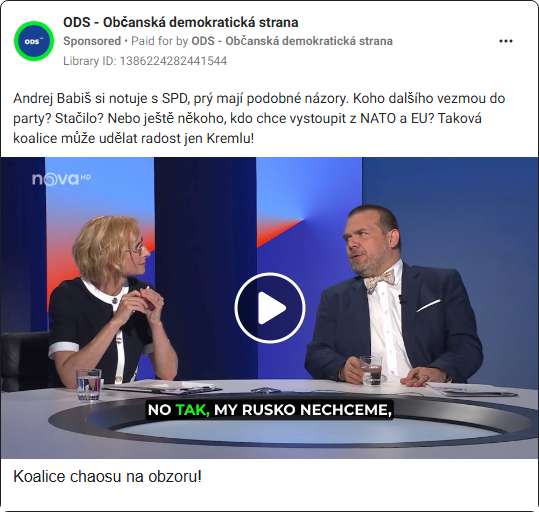 ODS - Občanská demokratická strana
ODS
Sponsored • Paid for by ODS - Občanská demokratická strana
Library ID: 1386224282441544
Andrej Babiš si notuje s SPD, prý mají podobné názory. Koho dalšího vezmou do
party? Stačilo? Nebo ještě někoho, kdo chce vystoupit z NATO a EU? Taková
koalice může udělat radost jen Kremlu!
nova HD
NO TAK, MY RUSKO NECHCEME,
Koalice chaosu na obzoru!